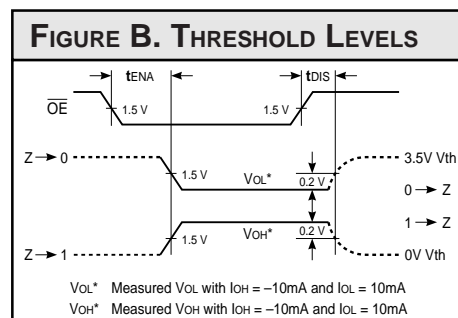 FIGURE B. THRESHOLD LEVELS
tENA tDIS
OE 1.5 V 1.5 V
Z 0 1.5 V VOL* 0.2 V 3.5V Vth
0 Z
1 Z
Z 1 1.5 V VOH* 0.2 V 0V Vth
VOL* Measured VOL with IOH = –10mA and IOL = 10mA
VOH* Measured VOH with IOH = –10mA and IOL = 10mA